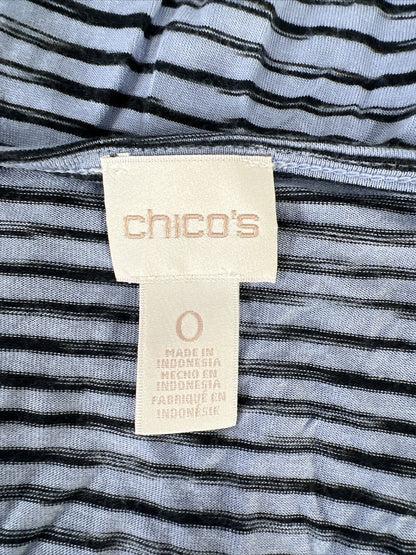 chico's
0
MADE IN
INDONESIA
HECHO EN
INDONESIA
FABRIQUÉ EN
INDONÉSIE